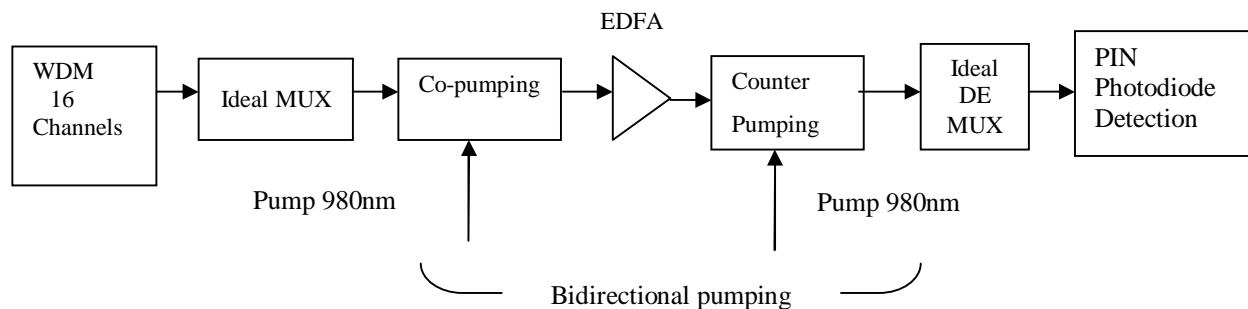 EDFA
WDM
16
Channels
Ideal MUX
Co-pumping
Counter
Pumping
Ideal
DE
MUX
PIN
Photodiode
Detection
Pump 980nm
Pump 980nm
Bidirectional pumping